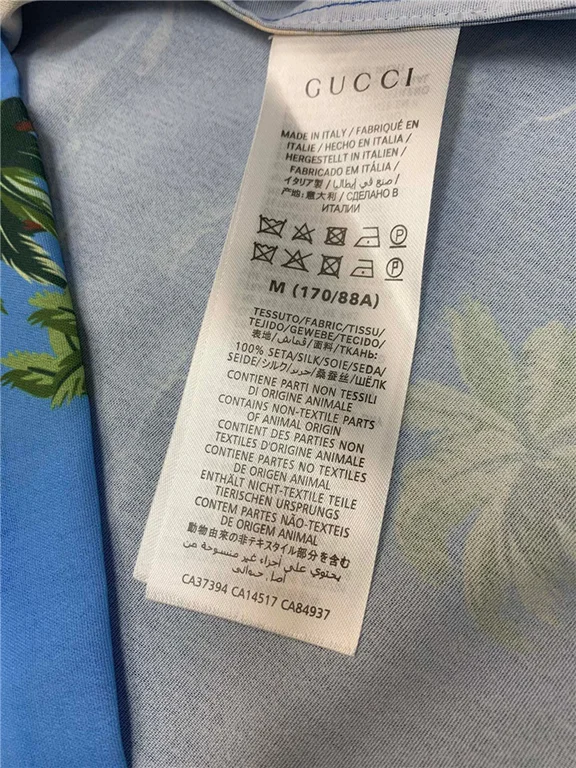 GUCCI
MADE IN ITALY / FABRIQUÉ EN
ITALIE / HECHO EN ITALIA /
HERGESTELLT IN ITALIEN /
FABRICADO EM ITÁLIA /
イタリア製 / صنع في إيطاليا /
产地: 意大利 / СДЕЛАНО В
ИТАЛИИ
M (170/88A)
TESSUTO/FABRIC/TISSU/
TEJIDO/GEWEBE/TECIDO/
表地/قماش/面料/ТКАНЬ:
100% SETA/SILK/SOIE/SEDA/
SEIDE/シルク/حرير/桑蚕丝/ШЁЛК
CONTIENE PARTI NON TESSILI
DI ORIGINE ANIMALE
CONTAINS NON-TEXTILE PARTS
OF ANIMAL ORIGIN
CONTIENT DES PARTIES NON
TEXTILES D'ORIGINE ANIMALE
CONTIENE PARTES NO TEXTILES
DE ORIGEN ANIMAL
ENTHÄLT NICHT-TEXTILE TEILE
TIERISCHEN URSPRUNGS
CONTEM PARTES NÃO-TEXTEIS
DE ORIGEM ANIMAL
動物由来の非テキスタイル部分を含む
يحتوي على أجزاء غير منسوجة من
CA37394 CA14517 CA84937